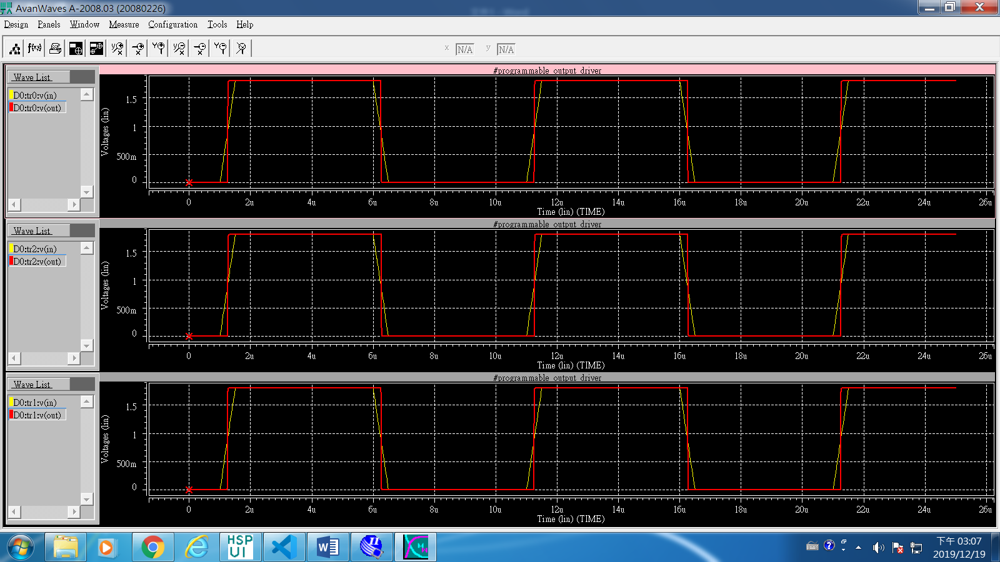 AvanWaves A-2008.03 (20080226)
Design Panels Window Measure Configuration Tools Help
f(x)
x N/A y N/A
#programmable output driver
Wave List
D0:tr0:v(in)
D0:tr0:v(out)
Voltages (lin)
1.5
1
500m
0
0 2u 4u 6u 8u 10u 12u 14u 16u 18u 20u 22u 24u 26u
Time (lin) (TIME)
#programmable output driver
Wave List
D0:tr2:v(in)
D0:tr2:v(out)
Voltages (lin)
1.5
1
500m
0
0 2u 4u 6u 8u 10u 12u 14u 16u 18u 20u 22u 24u 26u
Time (lin) (TIME)
#programmable output driver
Wave List
D0:tr1:v(in)
D0:tr1:v(out)
Voltages (lin)
1.5
1
500m
0
0 2u 4u 6u 8u 10u 12u 14u 16u 18u 20u 22u 24u 26u
Time (lin) (TIME)
HSP
UI
下午 03:07
2019/12/19